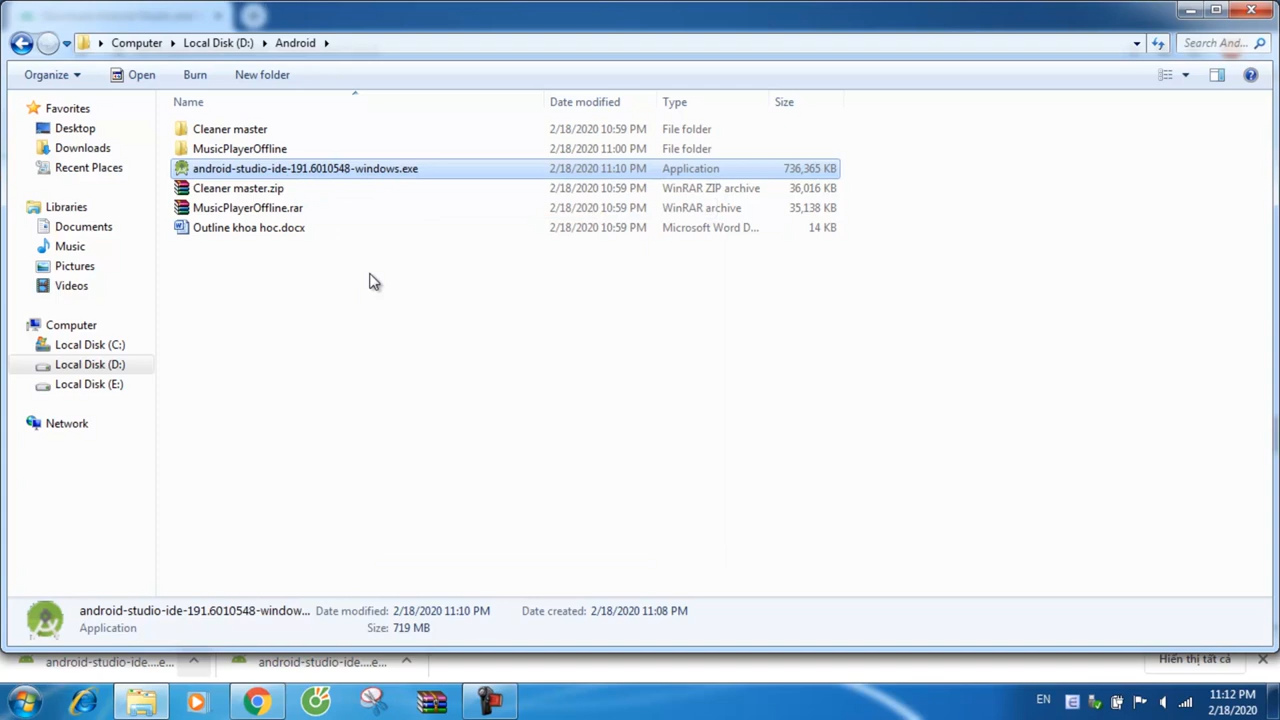 Computer Local Disk (D:) Android
Search And...
Organize Open Burn New folder
Name Date modified Type Size
Favorites
Desktop
Downloads
Recent Places
Libraries
Documents
Music
Pictures
Videos
Computer
Local Disk (C:)
Local Disk (D:)
Local Disk (E:)
Network
Cleaner master 2/18/2020 10:59 PM File folder
MusicPlayerOffline 2/18/2020 11:00 PM File folder
android-studio-ide-191.6010548-windows.exe 2/18/2020 11:10 PM Application 736,365 KB
Cleaner master.zip 2/18/2020 10:59 PM WinRAR ZIP archive 36,016 KB
MusicPlayerOffline.rar 2/18/2020 10:59 PM WinRAR archive 35,138 KB
Outline khoa hoc.docx 2/18/2020 10:59 PM Microsoft Word D... 14 KB
android-studio-ide-191.6010548-window... Date modified: 2/18/2020 11:10 PM Date created: 2/18/2020 11:08 PM
Application Size: 719 MB
android-studio-ide....e... android-studio-ide....e... Hiển thị tất cả
EN 11:12 PM
2/18/2020